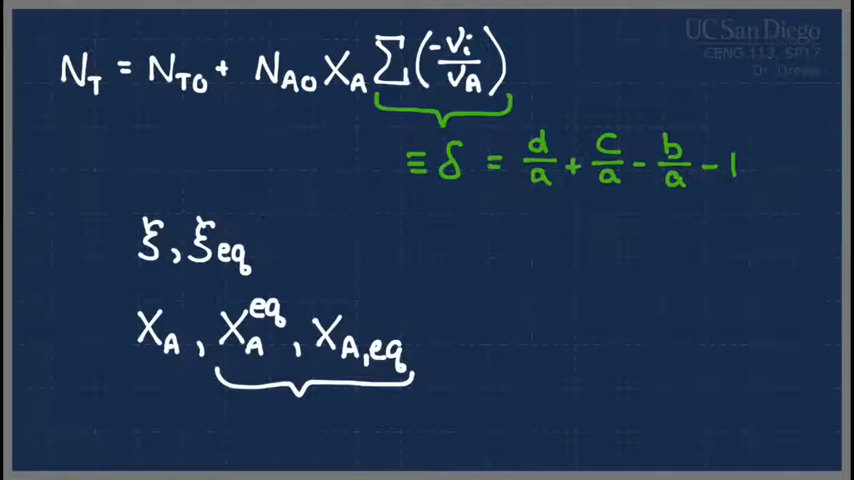 UC San Diego
CENG 113, SP17
N_T = N_T0 + N_A0 X_A Σ(-ν_i/ν_A)
≡ δ = d/a + c/a - b/a - 1
ξ, ξ_eq
X_A, X_A^eq, X_A,eq